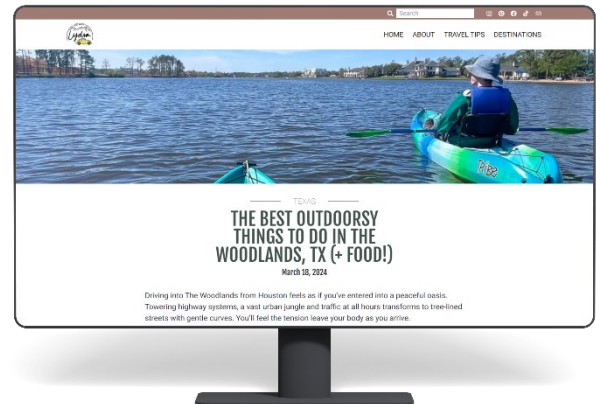 Search
Lydia
HOME ABOUT TRAVEL TIPS DESTINATIONS
TRIBE
TEXAS
THE BEST OUTDOORSY
THINGS TO DO IN THE
WOODLANDS, TX (+ FOOD!)
March 18, 2024
Driving into The Woodlands from Houston feels as if you've entered into a peaceful oasis.
Towering highway systems, a vast urban jungle and traffic at all hours transforms to tree-lined
streets with gentle curves. You'll feel the tension leave your body as you arrive.